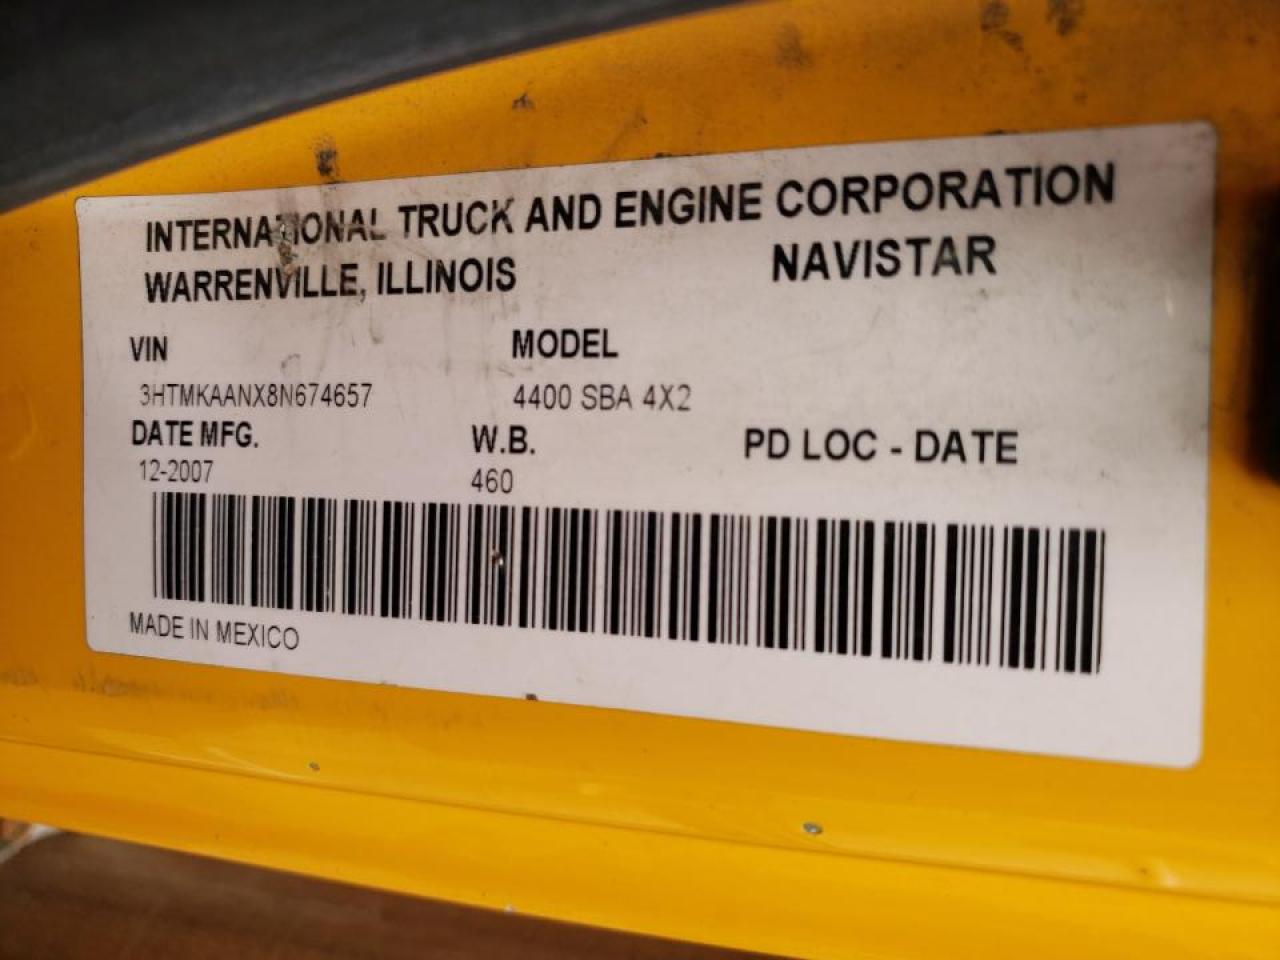 INTERNATIONAL TRUCK AND ENGINE CORPORATION
WARRENVILLE, ILLINOIS NAVISTAR
VIN MODEL
3HTMKAANX8N674657 4400 SBA 4X2
DATE MFG. W.B. PD LOC - DATE
12-2007 460
MADE IN MEXICO